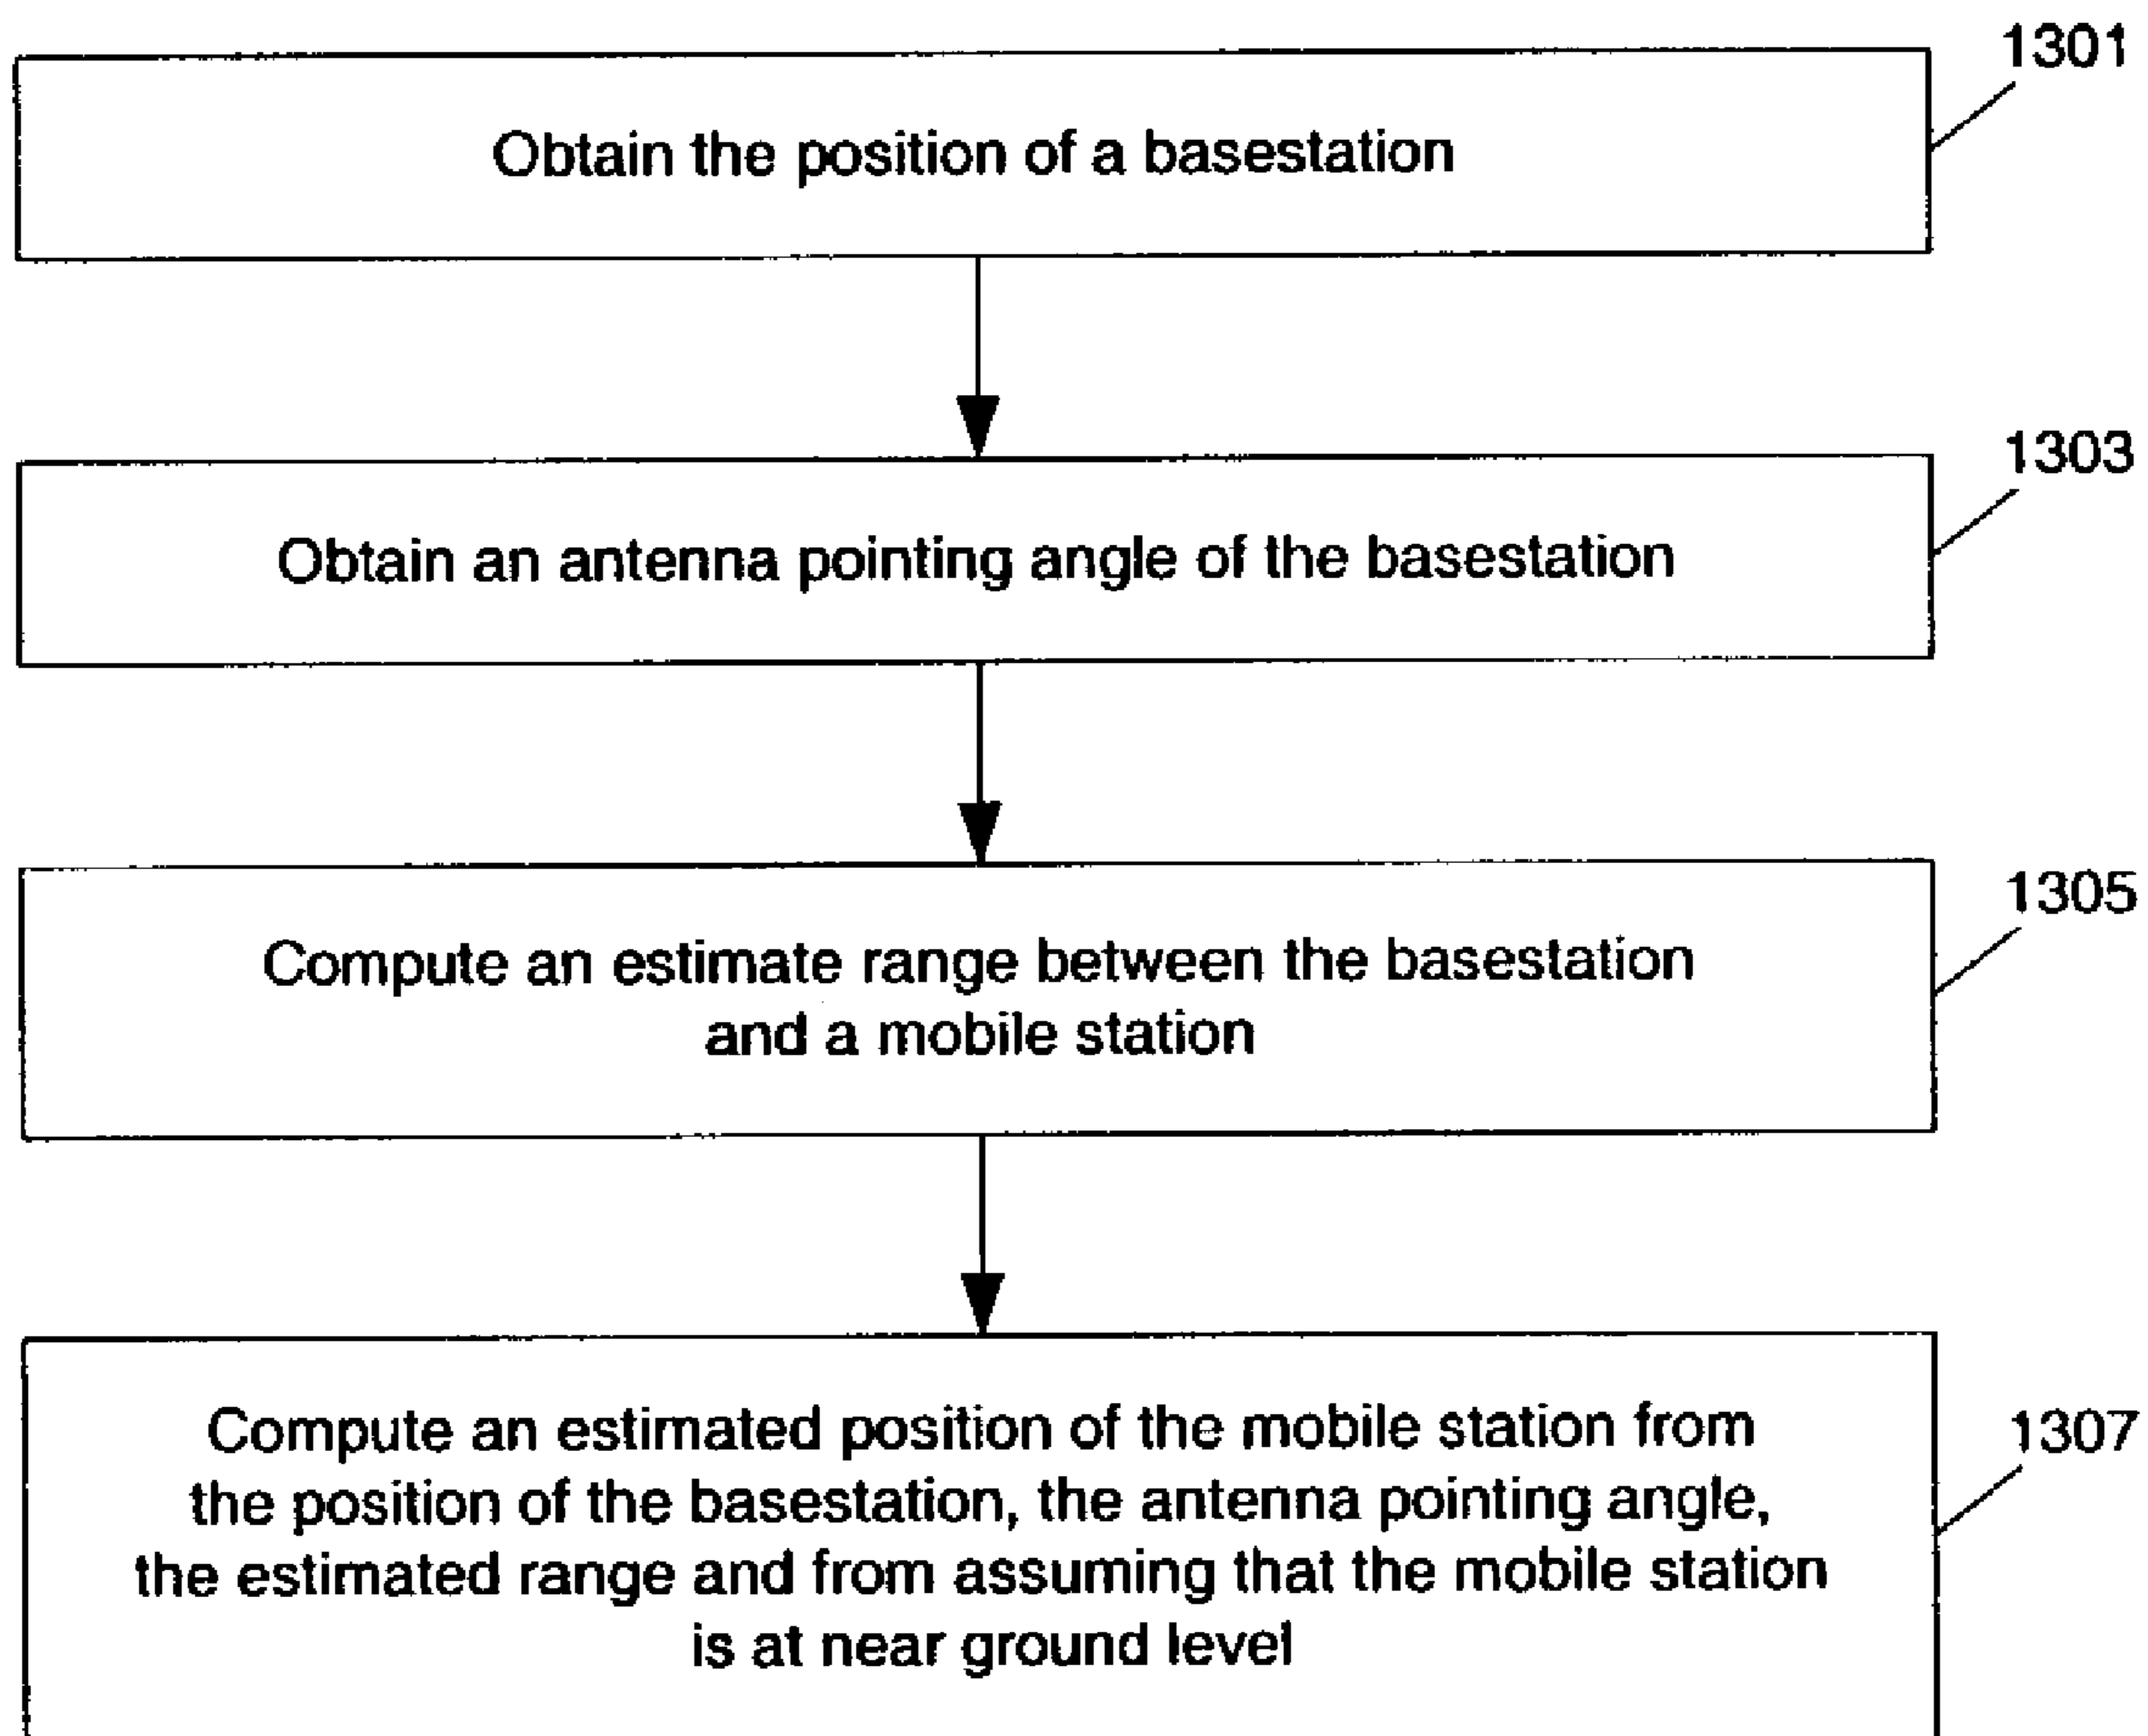 1301
Obtain the position of a basestation
1303
Obtain an antenna pointing angle of the basestation
1305
Compute an estimate range between the basestation
and a mobile station
1307
Compute an estimated position of the mobile station from
the position of the basestation, the antenna pointing angle,
the estimated range and from assuming that the mobile station
is at near ground level